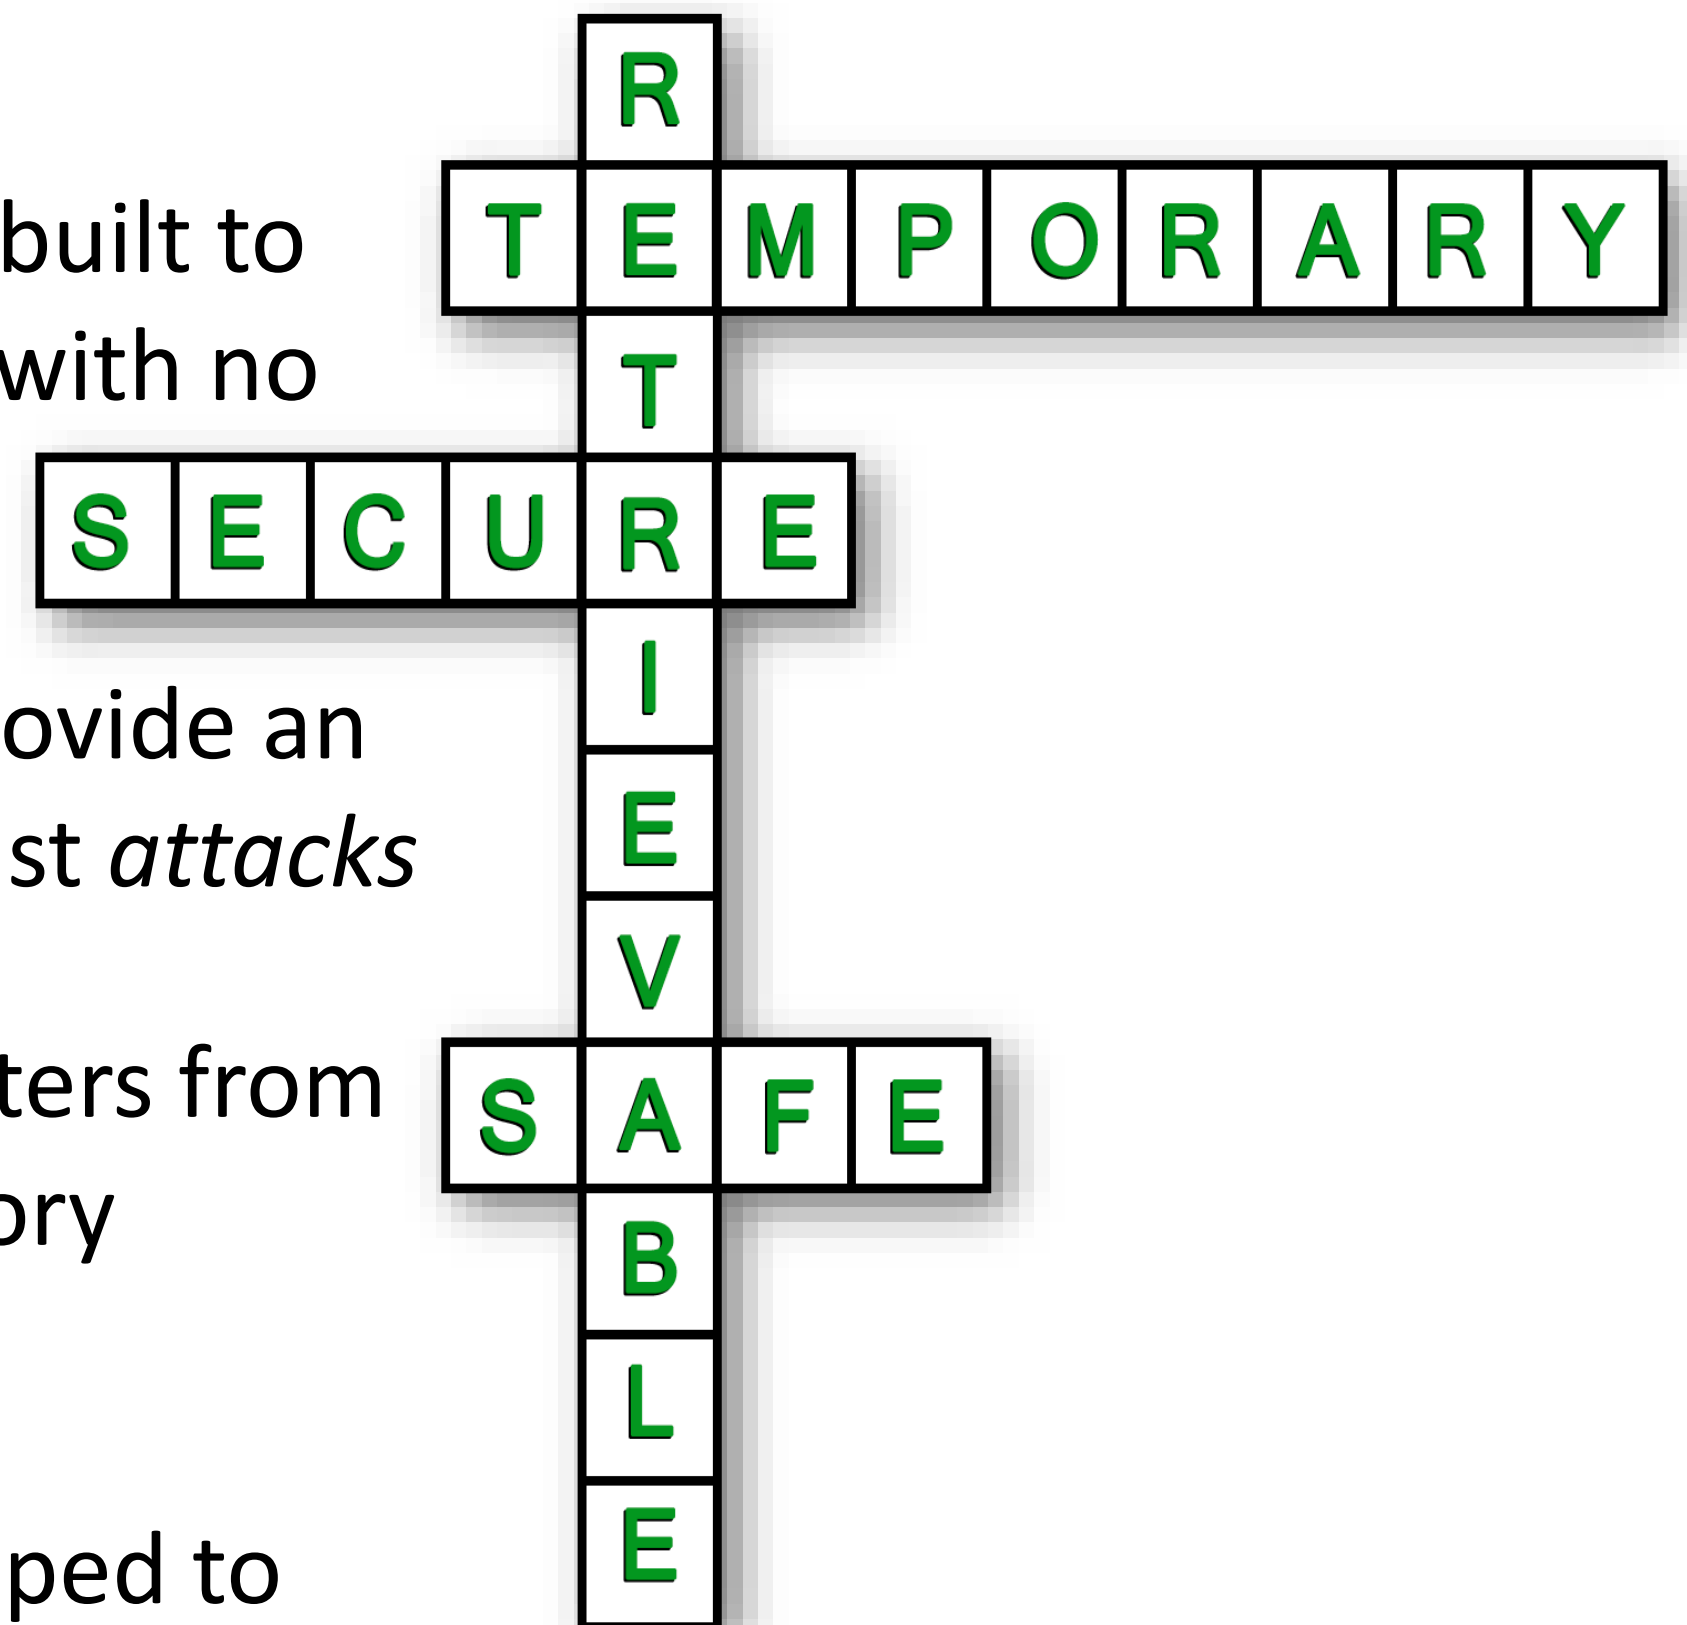 R
built to
TEMPORARY
with no
T
SECURE
I
ovide an
E
st attacks
V
ters from
SAFE
ory
B
L
E
ped to